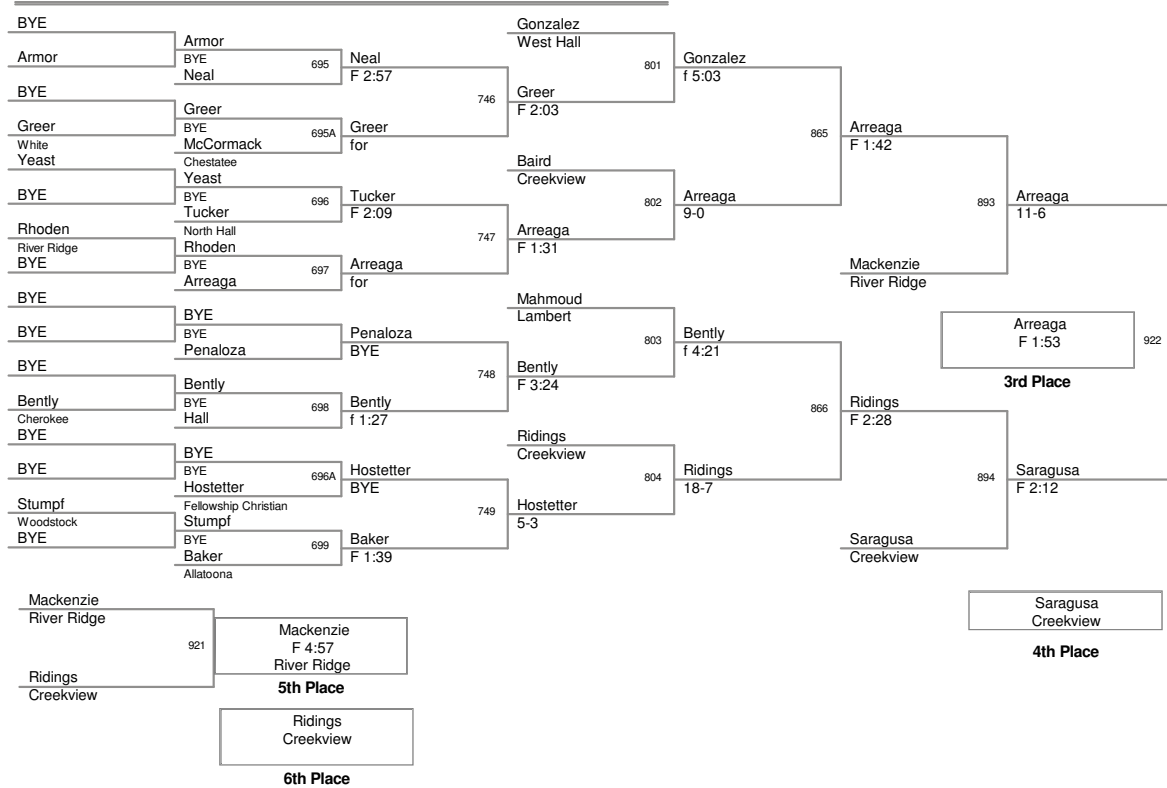 BYE
Armor
BYE
Greer
White
Yeast
BYE
Rhoden
River Ridge
BYE
BYE
BYE
BYE
Bently
Cherokee
BYE
BYE
Stumpf
Woodstock
BYE
Armor
BYE
695
Neal
Greer
BYE
695A
McCormack
Chestatee
Yeast
BYE
696
Tucker
North Hall
Rhoden
BYE
697
Arreaga
BYE
BYE
Penaloza
Bently
BYE
698
Hall
BYE
BYE
696A
Hostetter
Fellowship Christian
Stumpf
BYE
699
Baker
Allatoona
Neal
F 2:57
746
Greer
for
Tucker
F 2:09
747
Arreaga
for
Penaloza
BYE
748
Bently
f 1:27
Hostetter
BYE
749
Baker
F 1:39
Gonzalez
West Hall
801
Greer
F 2:03
Baird
Creekview
802
Arreaga
F 1:31
Mahmoud
Lambert
803
Bently
F 3:24
Ridings
Creekview
804
Hostetter
5-3
Gonzalez
f 5:03
865
Arreaga
9-0
Bently
f 4:21
866
Ridings
18-7
Arreaga
F 1:42
893
Mackenzie
River Ridge
Ridings
F 2:28
894
Saragusa
Creekview
Arreaga
11-6
Arreaga
F 1:53
922
3rd Place
Saragusa
F 2:12
Saragusa
Creekview
4th Place
Mackenzie
River Ridge
921
Ridings
Creekview
Mackenzie
F 4:57
River Ridge
5th Place
Ridings
Creekview
6th Place